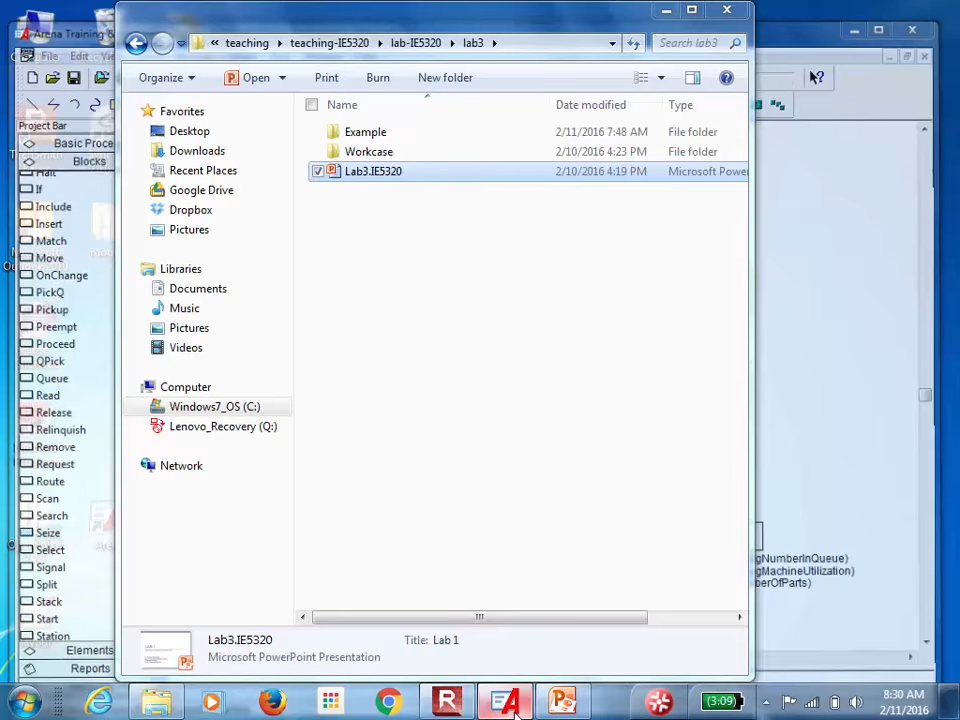 Arena Training &
« teaching ▸ teaching-IE5320 ▸ lab-IE5320 ▸ lab3 ▸
Search lab3
File Edit
Organize Open Print Burn New folder
Name Date modified Type
Favorites
Desktop
Downloads
Recent Places
Google Drive
Dropbox
Pictures
Libraries
Documents
Music
Pictures
Videos
Computer
Windows7_OS (C:)
Lenovo_Recovery (Q:)
Network
Example 2/11/2016 7:48 AM File folder
Workcase 2/10/2016 4:23 PM File folder
Lab3.IE5320 2/10/2016 4:19 PM Microsoft Power
Project Bar
Basic Proce
Blocks
Halt
If
Include
Insert
Match
Move
OnChange
PickQ
Pickup
Preempt
Proceed
QPick
Queue
Read
Release
Relinquish
Remove
Request
Route
Scan
Search
Seize
Select
Signal
Split
Stack
Start
Station
Elements
Reports
gNumberInQueue)
gMachineUtilization)
berOfParts)
Lab3.IE5320 Title: Lab 1
Microsoft PowerPoint Presentation
(3:09)
8:30 AM
2/11/2016